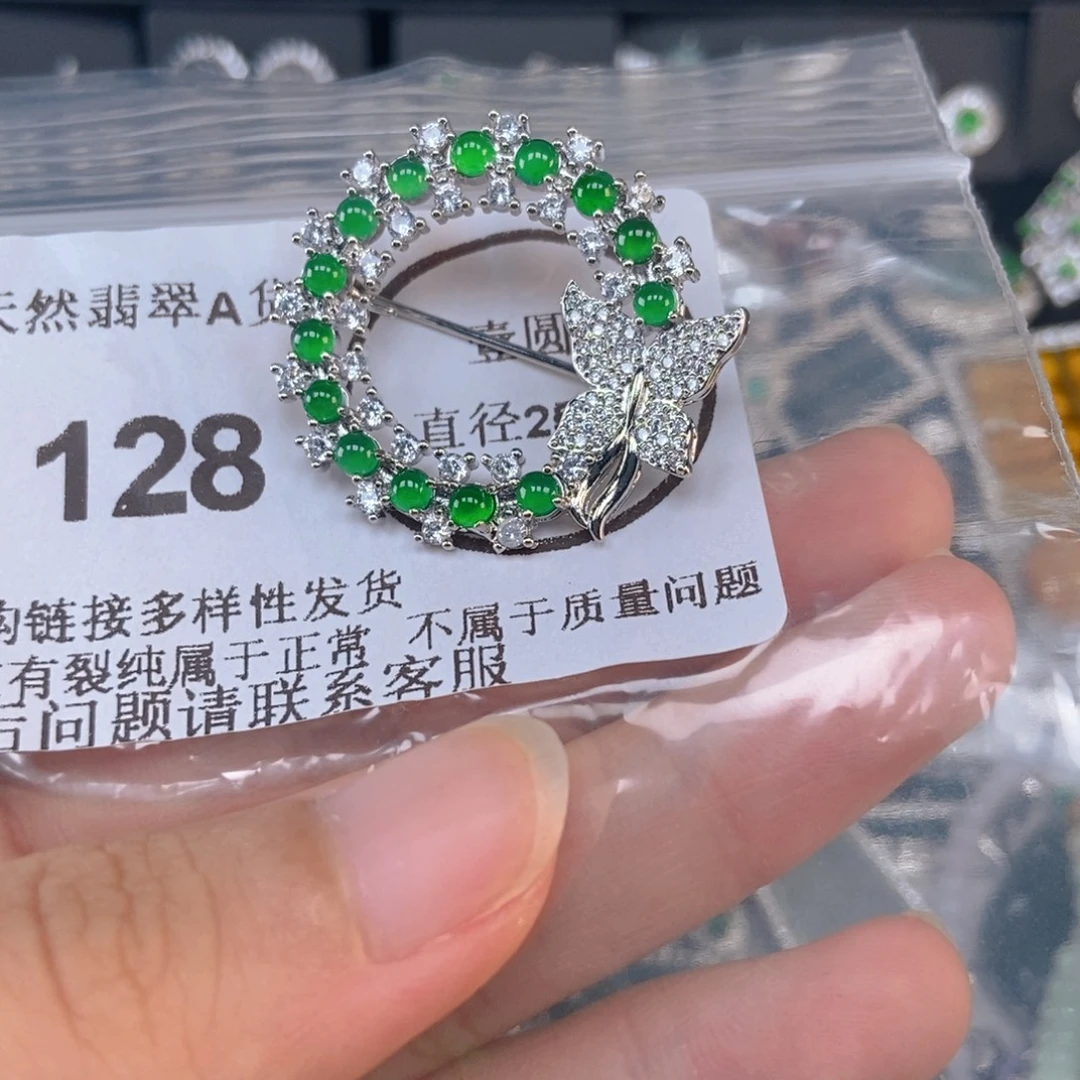 天然翡翠A货
壹圆
直径2
128
购链接多样性发货
有裂纯属于正常 不属于质量问题
问题请联系客服